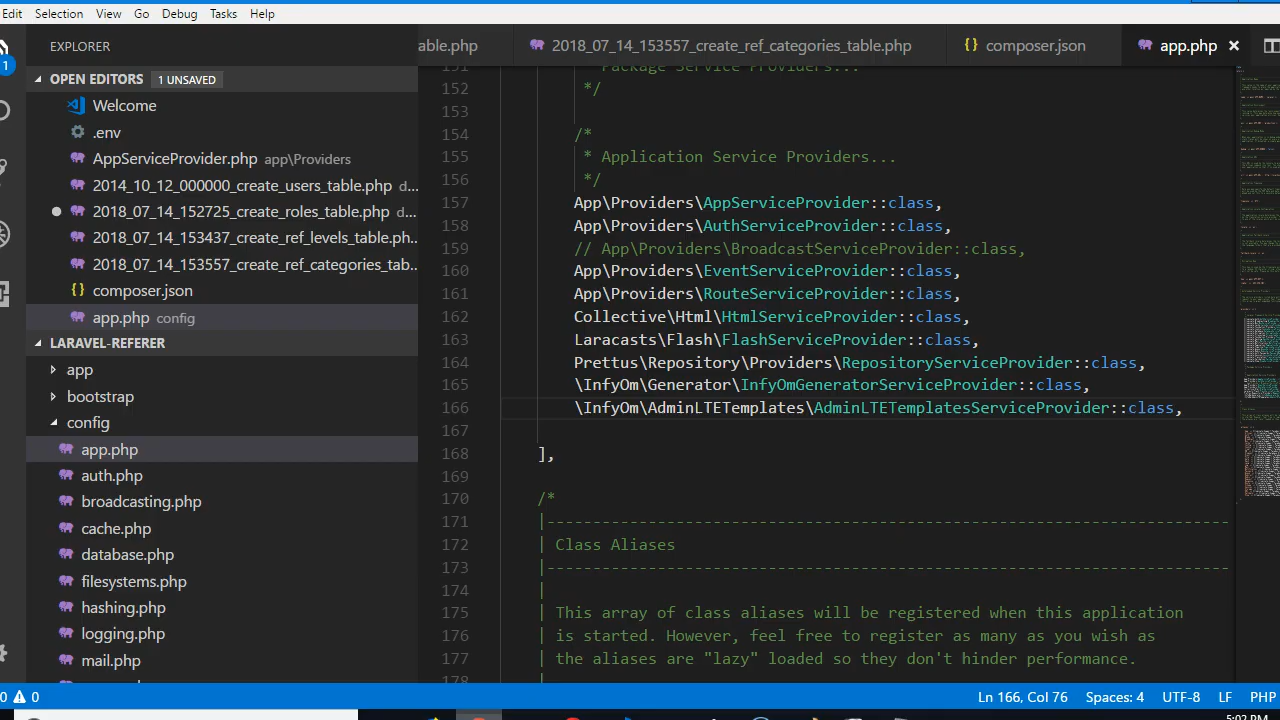 Edit Selection View Go Debug Tasks Help
EXPLORER
able.php 2018_07_14_153557_create_ref_categories_table.php {} composer.json app.php ×
1
OPEN EDITORS 1 UNSAVED
Welcome
.env
AppServiceProvider.php app\Providers
2014_10_12_000000_create_users_table.php d...
2018_07_14_152725_create_roles_table.php d...
2018_07_14_153437_create_ref_levels_table.ph...
2018_07_14_153557_create_ref_categories_tab...
{} composer.json
app.php config
LARAVEL-REFERER
app
bootstrap
config
app.php
auth.php
broadcasting.php
cache.php
database.php
filesystems.php
hashing.php
logging.php
mail.php
151 Package Service Providers...
152 */
153
154 /*
155 * Application Service Providers...
156 */
157 App\Providers\AppServiceProvider::class,
158 App\Providers\AuthServiceProvider::class,
159 // App\Providers\BroadcastServiceProvider::class,
160 App\Providers\EventServiceProvider::class,
161 App\Providers\RouteServiceProvider::class,
162 Collective\Html\HtmlServiceProvider::class,
163 Laracasts\Flash\FlashServiceProvider::class,
164 Prettus\Repository\Providers\RepositoryServiceProvider::class,
165 \InfyOm\Generator\InfyOmGeneratorServiceProvider::class,
166 \InfyOm\AdminLTETemplates\AdminLTETemplatesServiceProvider::class,
167
168 ],
169
170 /*
171 |--------------------------------------------------------------------------
172 | Class Aliases
173 |--------------------------------------------------------------------------
174 |
175 | This array of class aliases will be registered when this application
176 | is started. However, feel free to register as many as you wish as
177 | the aliases are "lazy" loaded so they don't hinder performance.
178 |
0 0 Ln 166, Col 76 Spaces: 4 UTF-8 LF PHP
5:02 PM